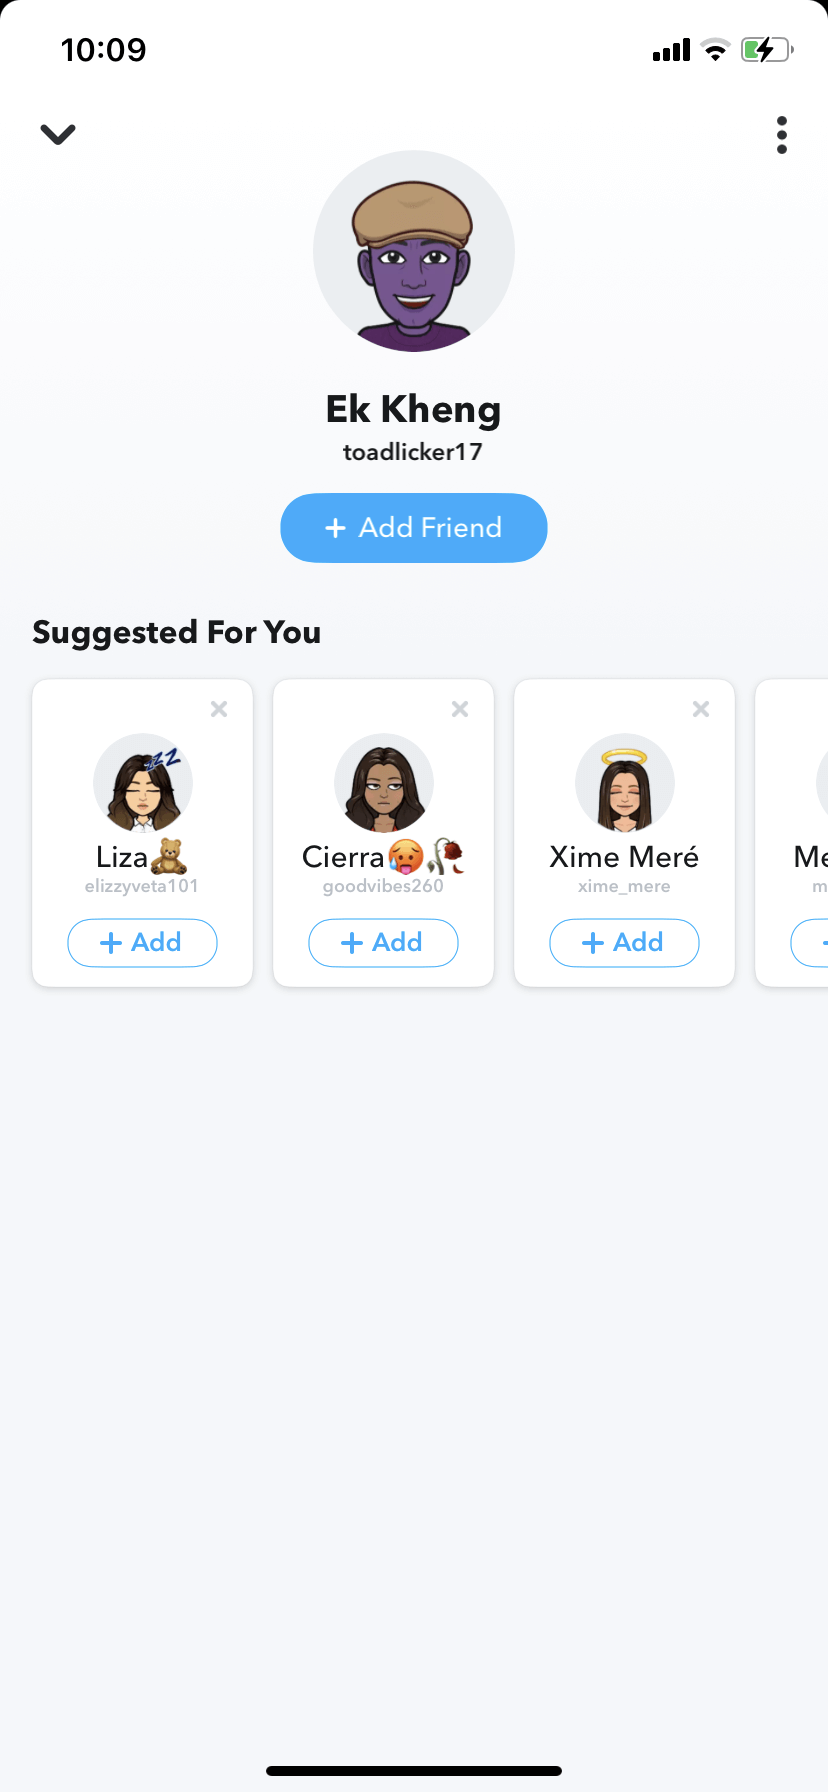 10:09
Ek Kheng
toadlicker17
+ Add Friend
Suggested For You
Liza🧸
elizzyveta101
+ Add
Cierra🥵🥀
goodvibes260
+ Add
Xime Meré
xime_mere
+ Add